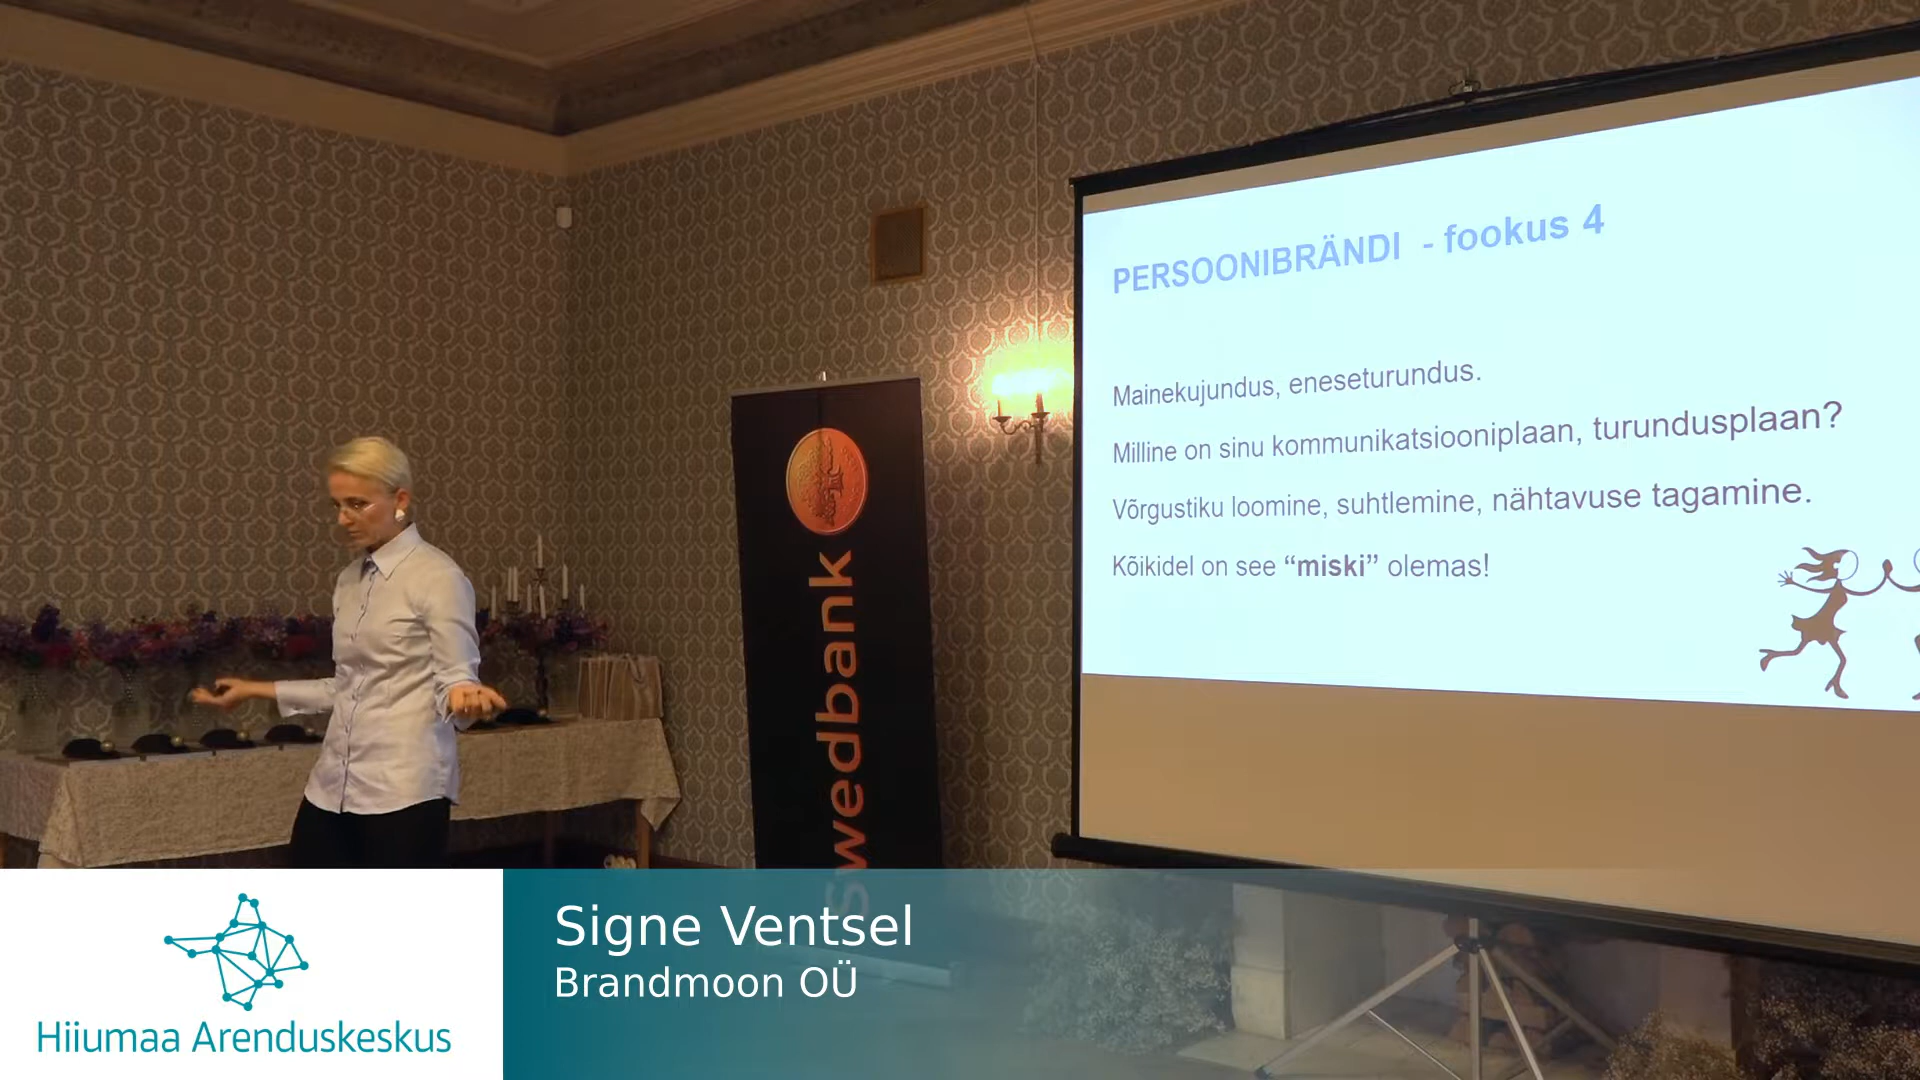 PERSOONIBRÄNDI - fookus 4
Mainekujundus, eneseturundus.
Milline on sinu kommunikatsiooniplaan, turundusplaan?
Võrgustiku loomine, suhtlemine, nähtavuse tagamine.
Kõikidel on see “miski” olemas!
Swedbank
Signe Ventsel
Brandmoon OÜ
Hiiumaa Arenduskeskus